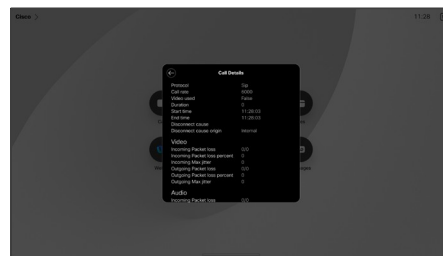 Cisco
11:28
Call Details
Protocol Sip
Call rate 6000
Video used False
Duration 0
Start time 11:28:03
End time 11:28:03
Disconnect cause
Disconnect cause origin Internal
Video
Incoming Packet loss 0/0
Incoming Packet loss percent 0
Incoming Max jitter 0
Outgoing Packet loss 0/0
Outgoing Packet loss percent 0
Outgoing Max jitter 0
Audio
Incoming Packet loss 0/0